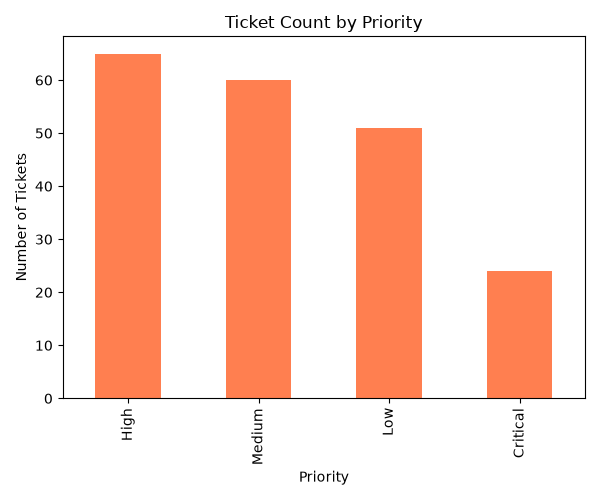 Ticket Count by Priority
Number of Tickets
60
50
40
30
20
10
0
High
Medium
Low
Critical
Priority